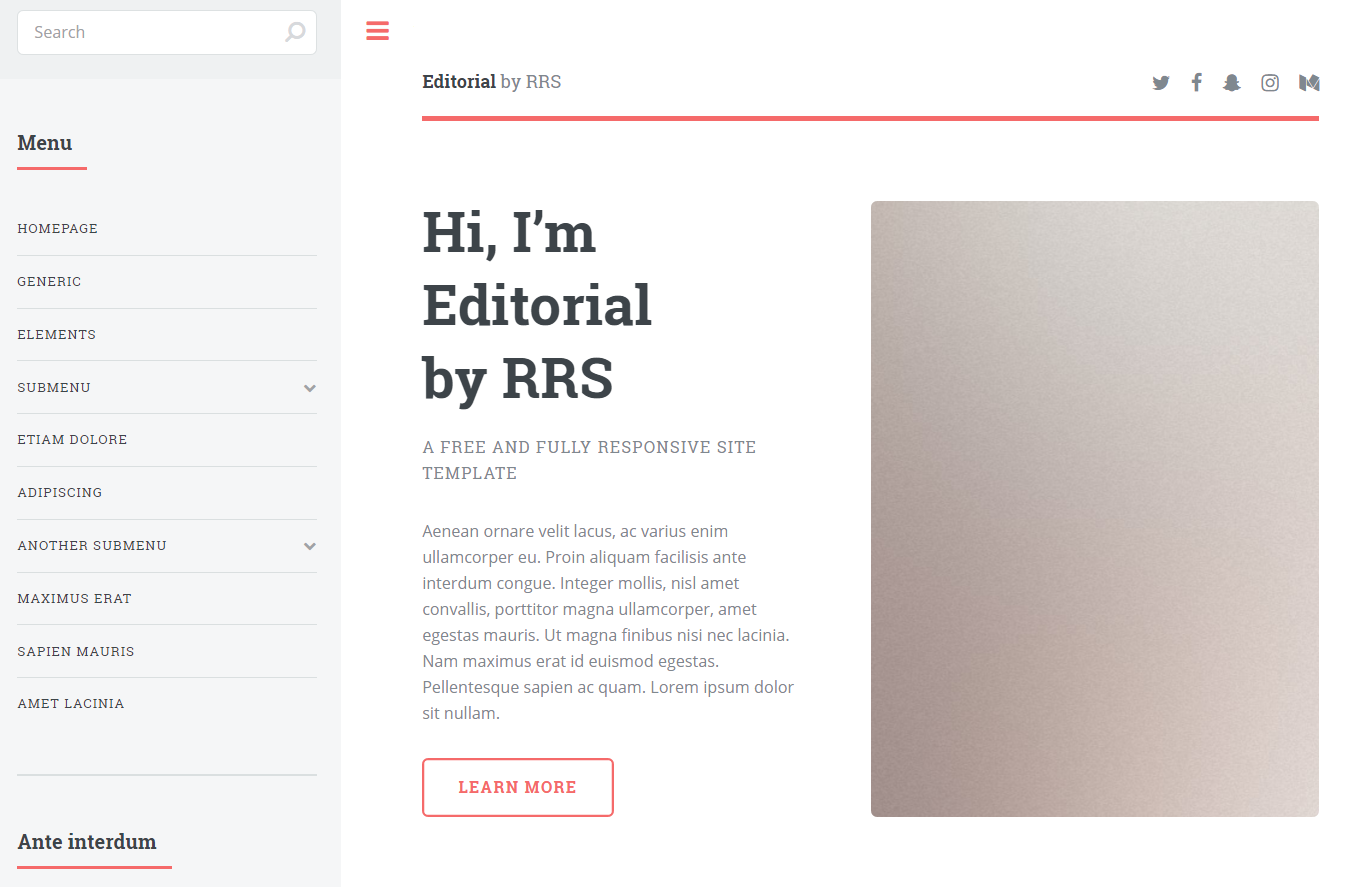 Search
Menu
HOMEPAGE
GENERIC
ELEMENTS
SUBMENU
ETIAM DOLORE
ADIPISCING
ANOTHER SUBMENU
MAXIMUS ERAT
SAPIEN MAURIS
AMET LACINIA
Ante interdum
Editorial by RRS
Hi, I’m
Editorial
by RRS
A FREE AND FULLY RESPONSIVE SITE
TEMPLATE
Aenean ornare velit lacus, ac varius enim
ullamcorper eu. Proin aliquam facilisis ante
interdum congue. Integer mollis, nisl amet
convallis, porttitor magna ullamcorper, amet
egestas mauris. Ut magna finibus nisi nec lacinia.
Nam maximus erat id euismod egestas.
Pellentesque sapien ac quam. Lorem ipsum dolor
sit nullam.
LEARN MORE